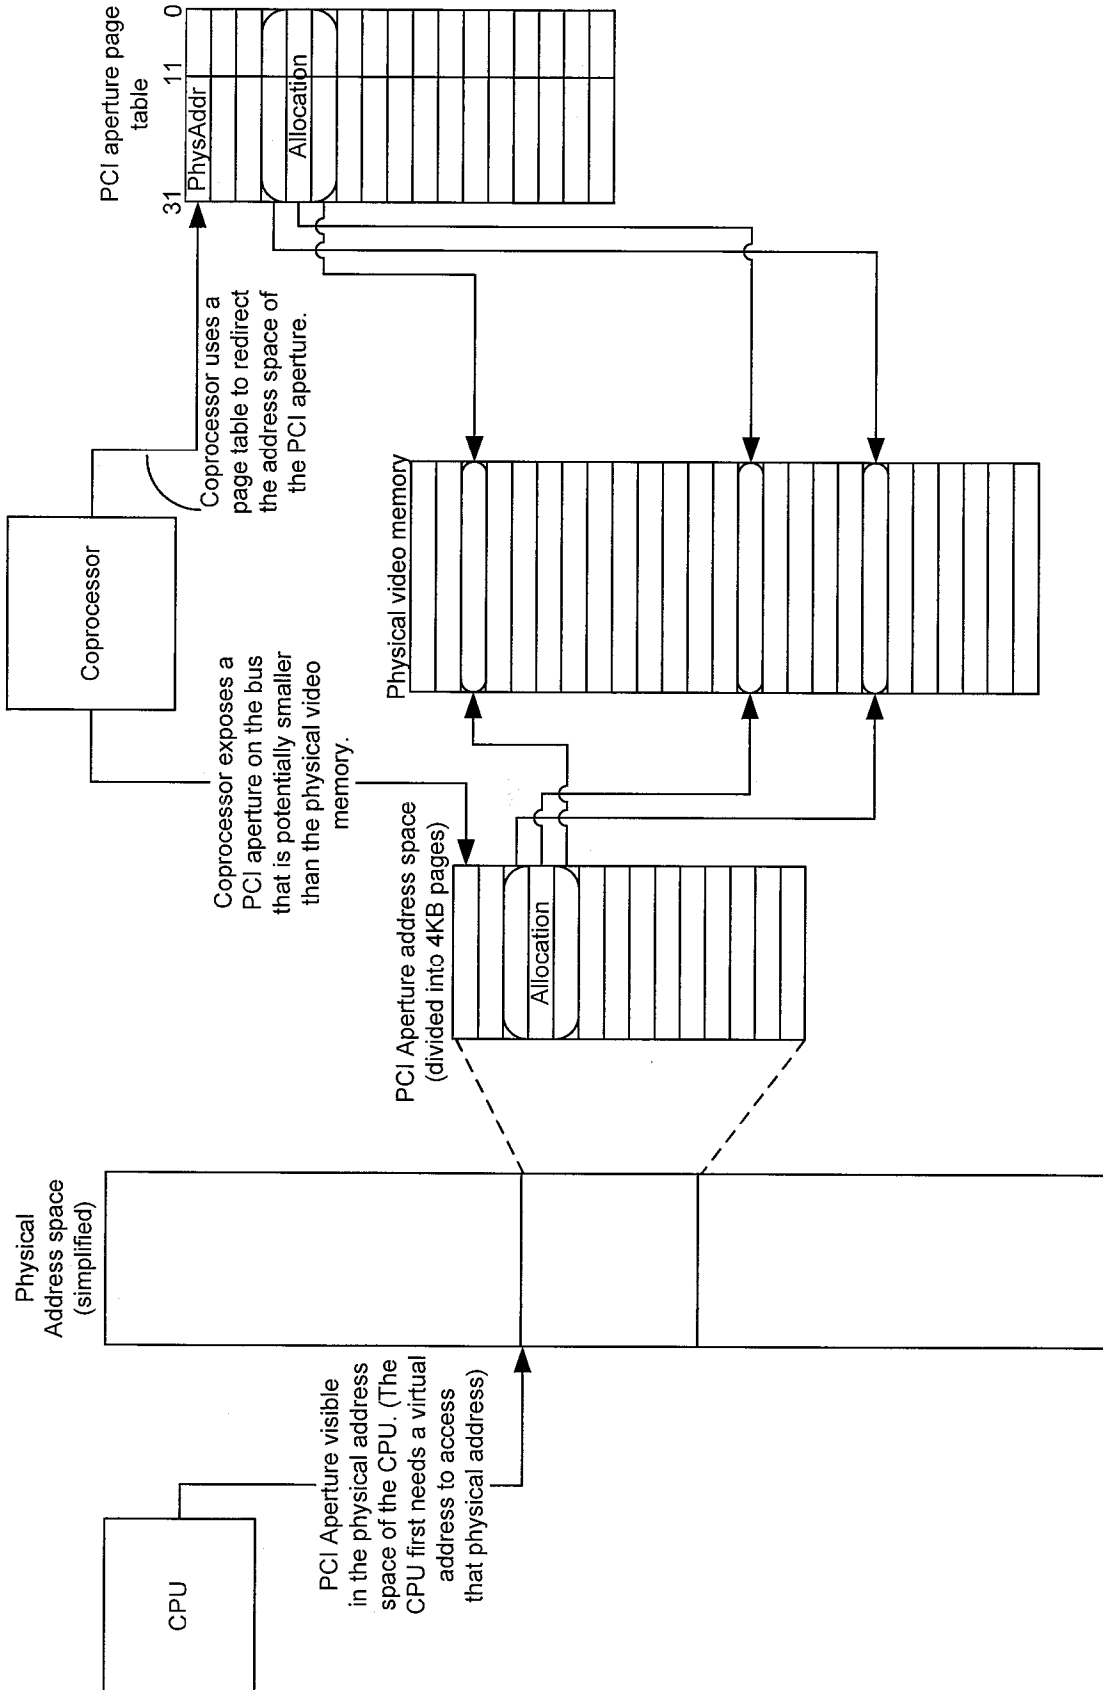 CPU
PCI Aperture visible
in the physical address
space of the CPU. (The
CPU first needs a virtual
address to access
that physical address)
Physical
Address space
(simplified)
Coprocessor
Coprocessor exposes a
PCI aperture on the bus
that is potentially smaller
than the physical video
memory.
PCI Aperture address space
(divided into 4KB pages)
Allocation
Physical video memory
Coprocessor uses a
page table to redirect
the address space of
the PCI aperture.
PCI aperture page
table
31
11
0
PhysAddr
Allocation